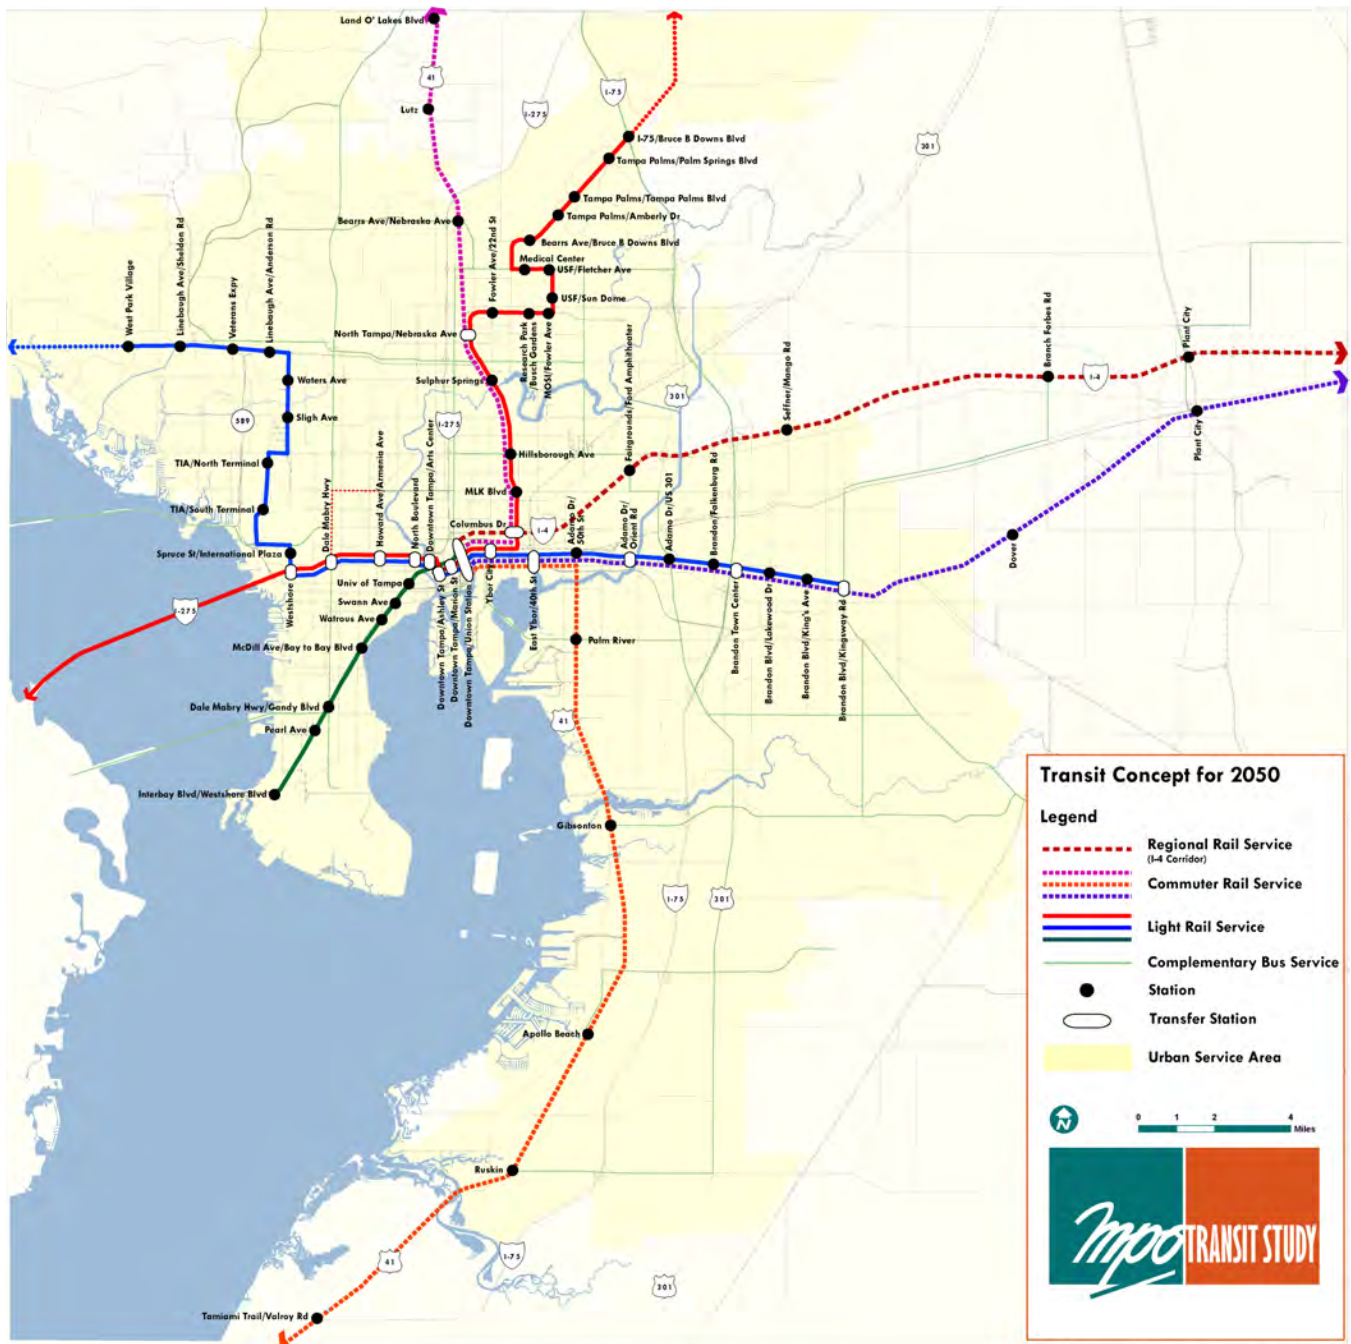 Land O' Lakes Blvd
41
Lutz
I-275
I-75
I-75/Bruce B Downs Blvd
Tampa Palms/Palm Springs Blvd
301
Tampa Palms/Tampa Palms Blvd
Tampa Palms/Amberly Dr
Bearrs Ave/Nebraska Ave
Bearrs Ave/Bruce B Downs Blvd
Fowler Ave/22nd St
Medical Center
USF/Fletcher Ave
USF/Sun Dome
West Park Village
Linebaugh Ave/Sheldon Rd
Veterans Expy
Linebaugh Ave/Anderson Rd
North Tampa/Nebraska Ave
Research Park
/Busch Gardens
MOSI/Fowler Ave
Fairgrounds/Ford Amphitheater
Seffner/Mango Rd
Branch Forbes Rd
Plant City
I-4
Waters Ave
Sulphur Springs
301
Sligh Ave
589
I-275
Plant City
TIA/North Terminal
Hillsborough Ave
TIA/South Terminal
MLK Blvd
Dale Mabry Hwy
Howard Ave/Armenia Ave
North Boulevard
Downtown Tampa/Arts Center
Columbus Dr
I-4
Adamo Dr/
50th St
Adamo Dr/
Orient Rd
Adamo Dr/US 301
Brandon/Falkenburg Rd
Dover
Spruce St/International Plaza
Westshore
Univ of Tampa
Swann Ave
Watrous Ave
McDill Ave/Bay to Bay Blvd
Downtown Tampa/Ashley St
Downtown Tampa/Marion St
Downtown Tampa/Union Station
Ybor City
East Ybor/40th St
Palm River
Brandon Town Center
Brandon Blvd/Lakewood Dr
Brandon Blvd/King's Ave
Brandon Blvd/Kingsway Rd
I-275
Dale Mabry Hwy/Gandy Blvd
Pearl Ave
41
Interbay Blvd/Westshore Blvd
Gibsonton
I-75
301
Apollo Beach
Ruskin
41
I-75
301
Tamiami Trail/Valroy Rd
Transit Concept for 2050
Legend
Regional Rail Service
(I-4 Corridor)
Commuter Rail Service
Light Rail Service
Complementary Bus Service
Station
Transfer Station
Urban Service Area
N
0 1 2 4
Miles
mpo TRANSIT STUDY